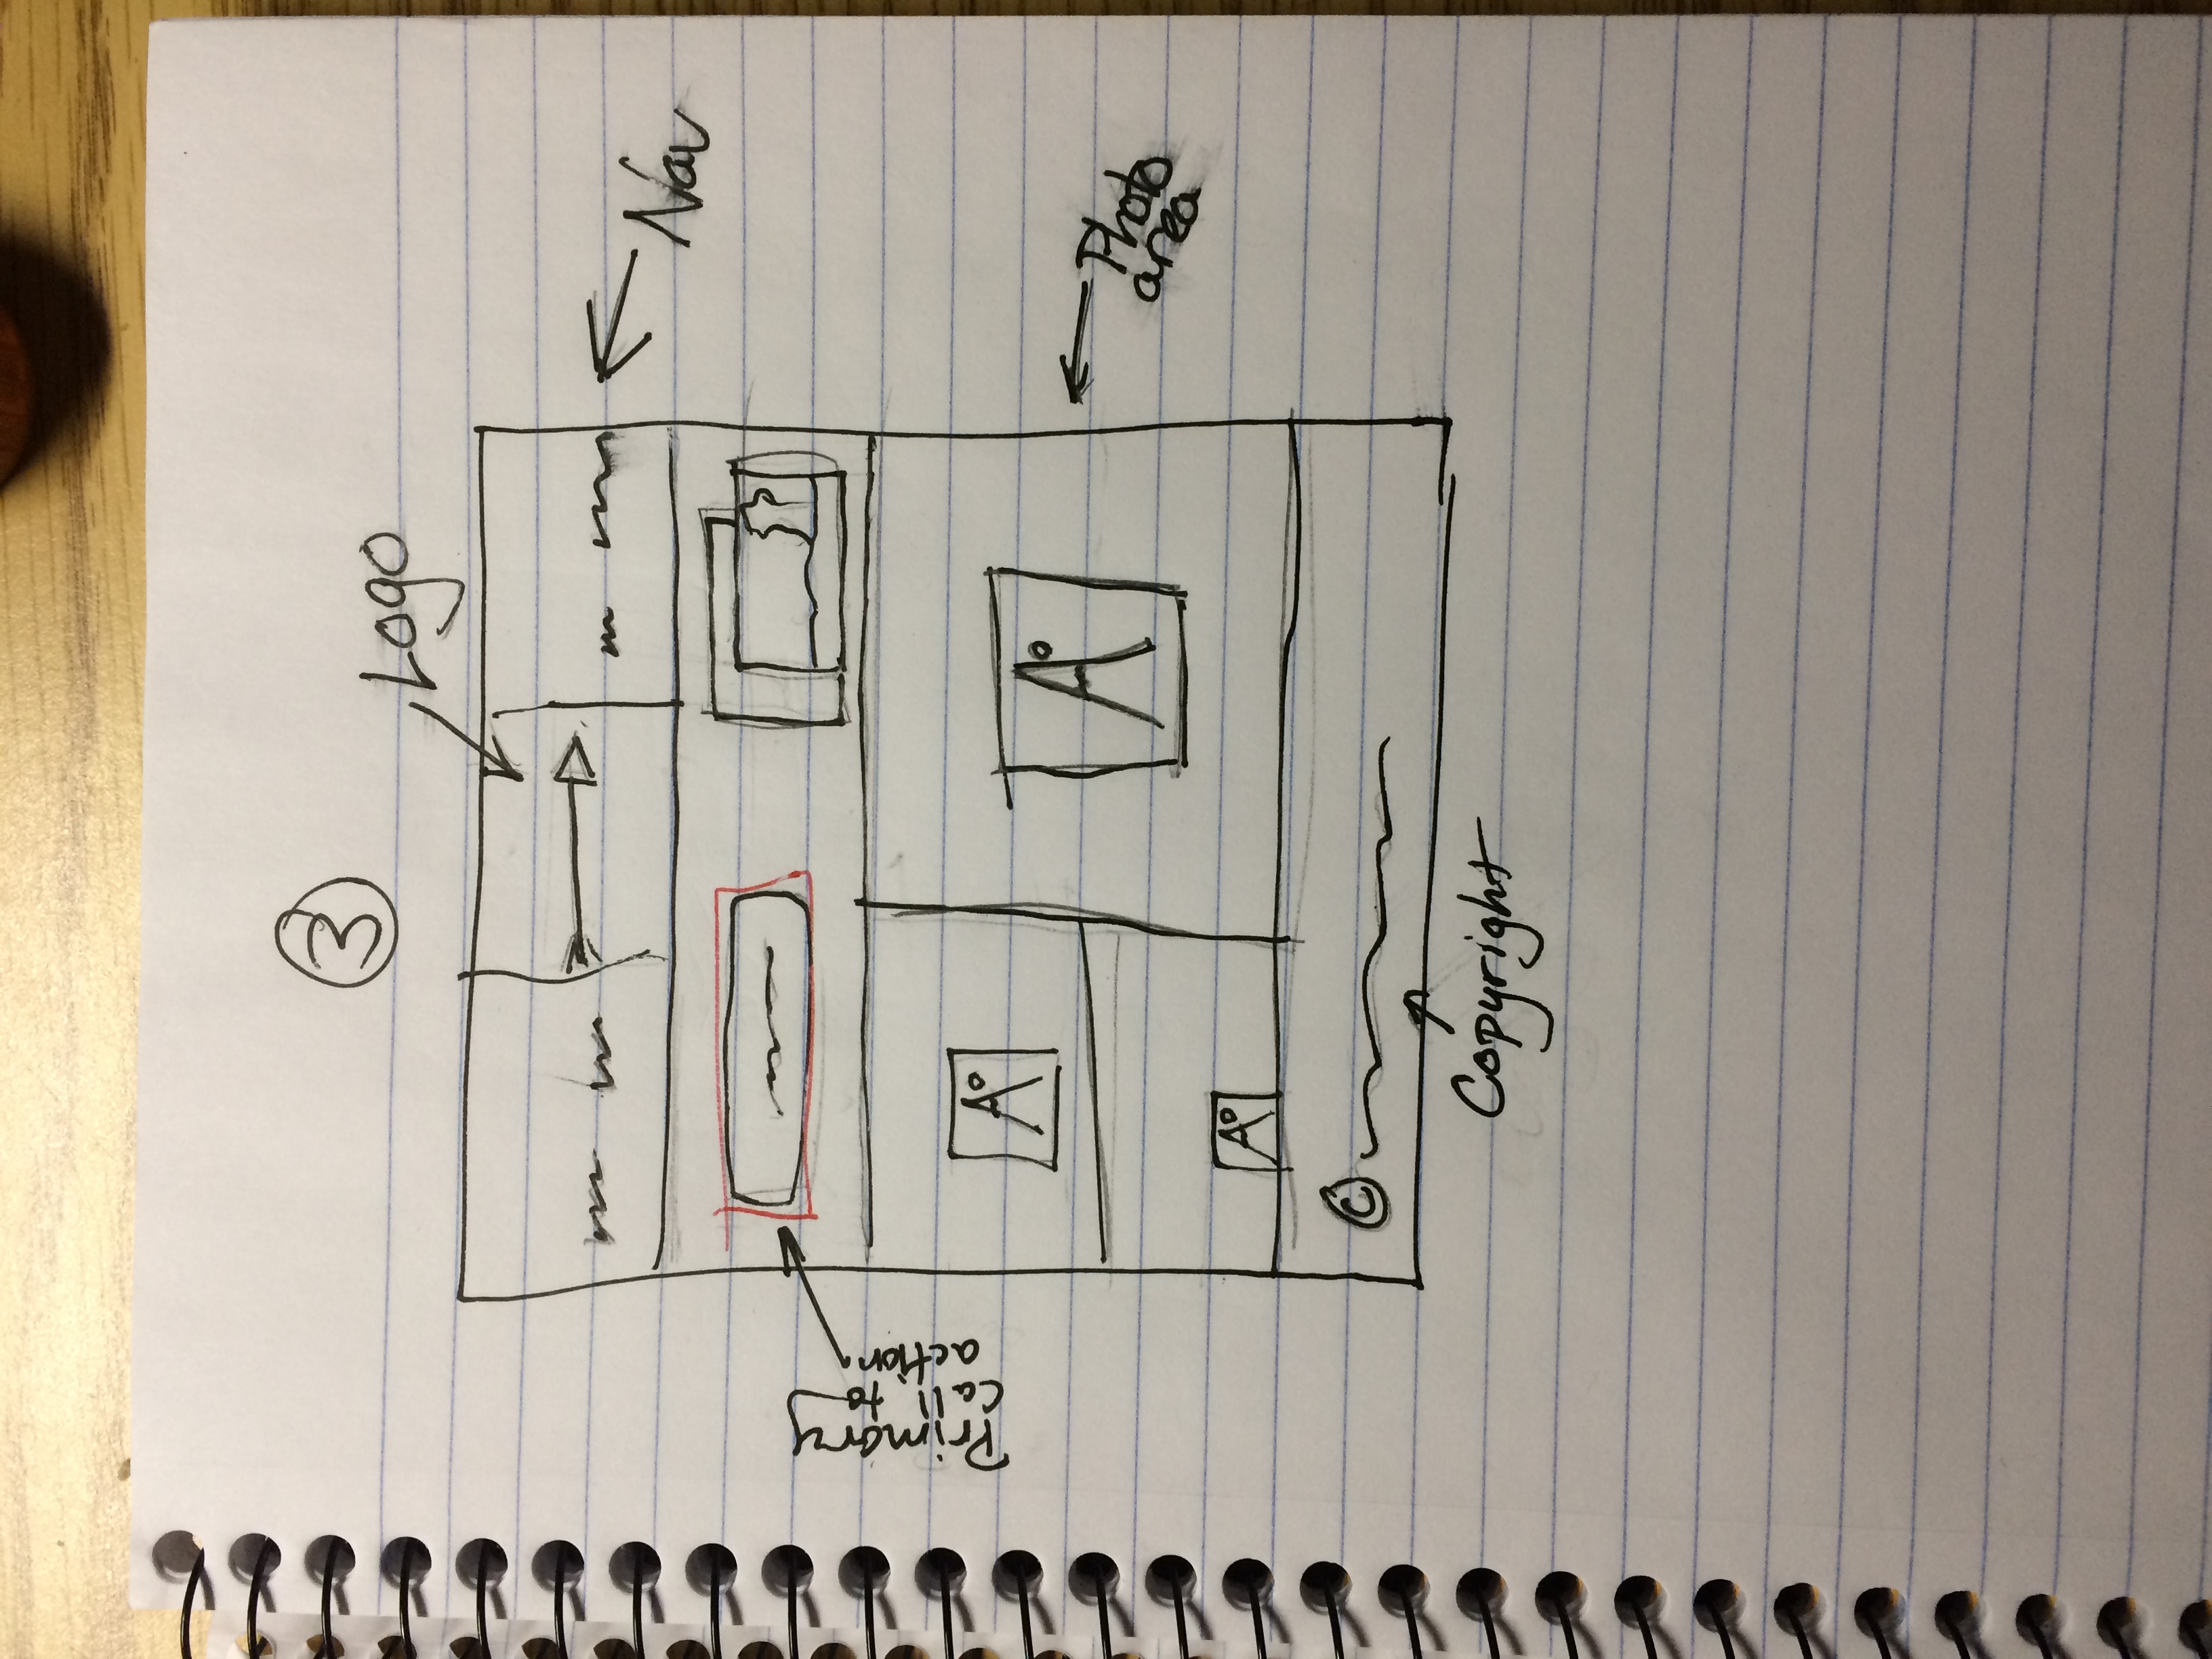 3
Logo
Nav
Primary
Call to
action
A°
A°
Photo
area
A°
©
Copyright